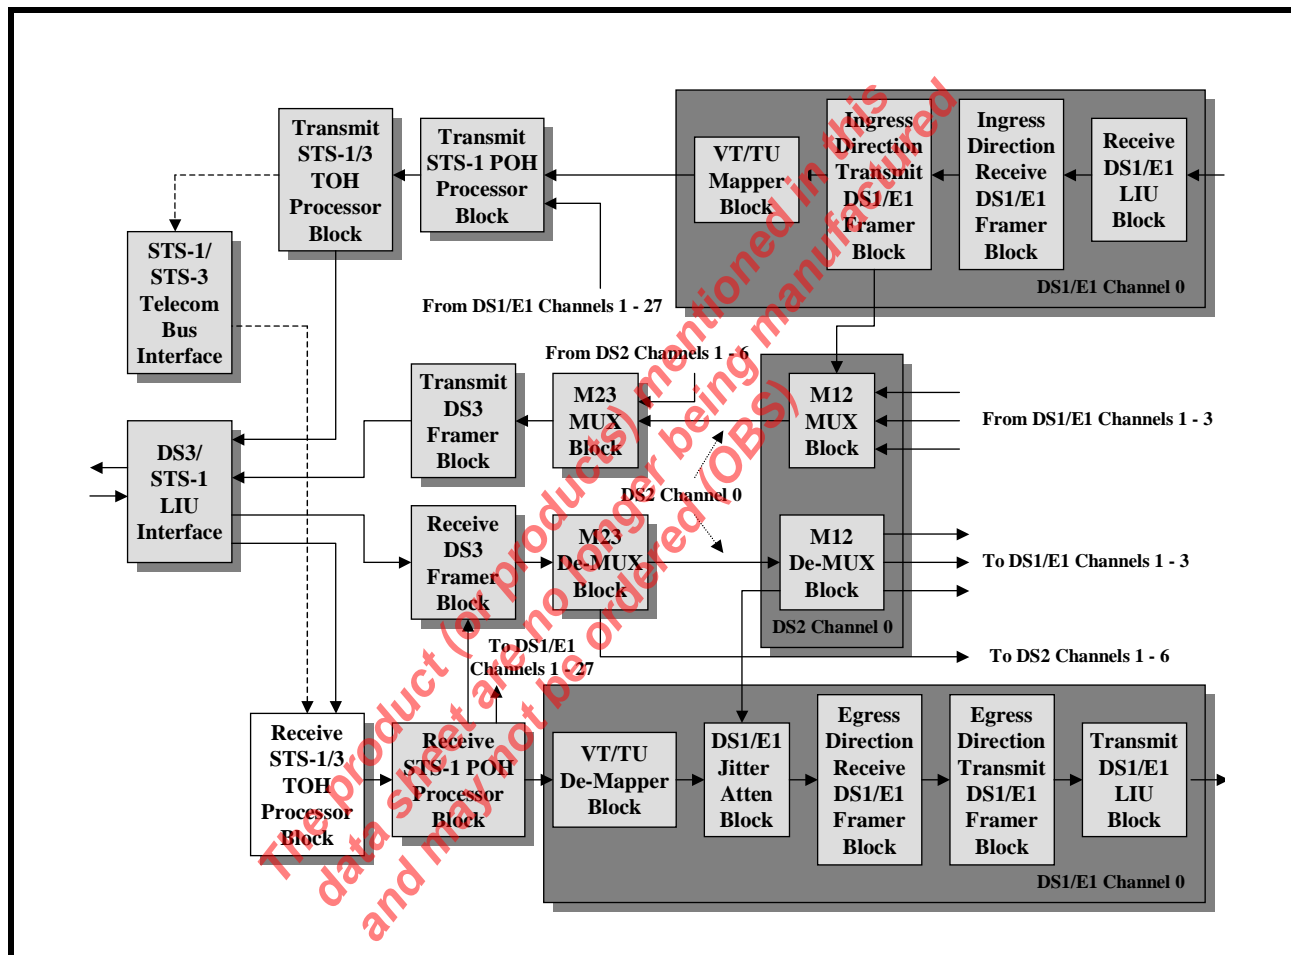 Transmit
STS-1/3
TOH
Processor
Block
Transmit
STS-1 POH
Processor
Block
VT/TU
Mapper
Block
Ingress
Direction
Transmit
DS1/E1
Framer
Block
Ingress
Direction
Receive
DS1/E1
Framer
Block
Receive
DS1/E1
LIU
Block
DS1/E1 Channel 0
STS-1/
STS-3
Telecom
Bus
Interface
From DS1/E1 Channels 1 - 27
From DS2 Channels 1 - 6
Transmit
DS3
Framer
Block
M23
MUX
Block
M12
MUX
Block
From DS1/E1 Channels 1 - 3
DS3/
STS-1
LIU
Interface
DS2 Channel 0
Receive
DS3
Framer
Block
M23
De-MUX
Block
M12
De-MUX
Block
To DS1/E1 Channels 1 - 3
DS2 Channel 0
To DS1/E1
Channels 1 - 27
To DS2 Channels 1 - 6
Receive
STS-1/3
TOH
Processor
Block
Receive
STS-1 POH
Processor
Block
VT/TU
De-Mapper
Block
DS1/E1
Jitter
Atten
Block
Egress
Direction
Receive
DS1/E1
Framer
Block
Egress
Direction
Transmit
DS1/E1
Framer
Block
Transmit
DS1/E1
LIU
Block
DS1/E1 Channel 0
The product (or products) mentioned in this
data sheet are no longer being manufactured
and may not be ordered (OBS)